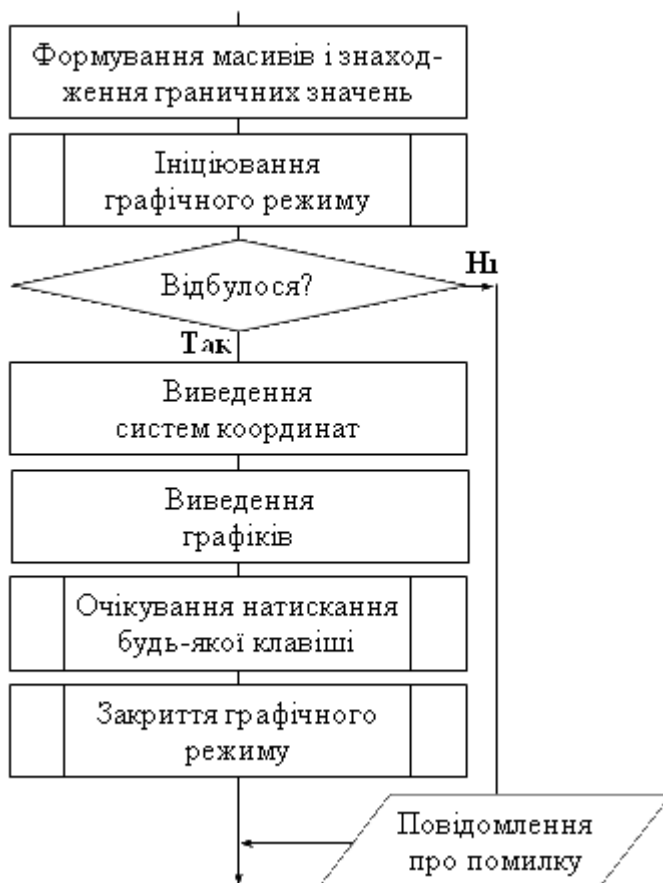 Формування масивів і знаход-
ження граничних значень
Ініціювання
графічного режиму
Відбулося?
Ні
Так
Виведення
систем координат
Виведення
графіків
Очікування натискання
будь-якої клавіші
Закриття графічного
режиму
Повідомлення
про помилку